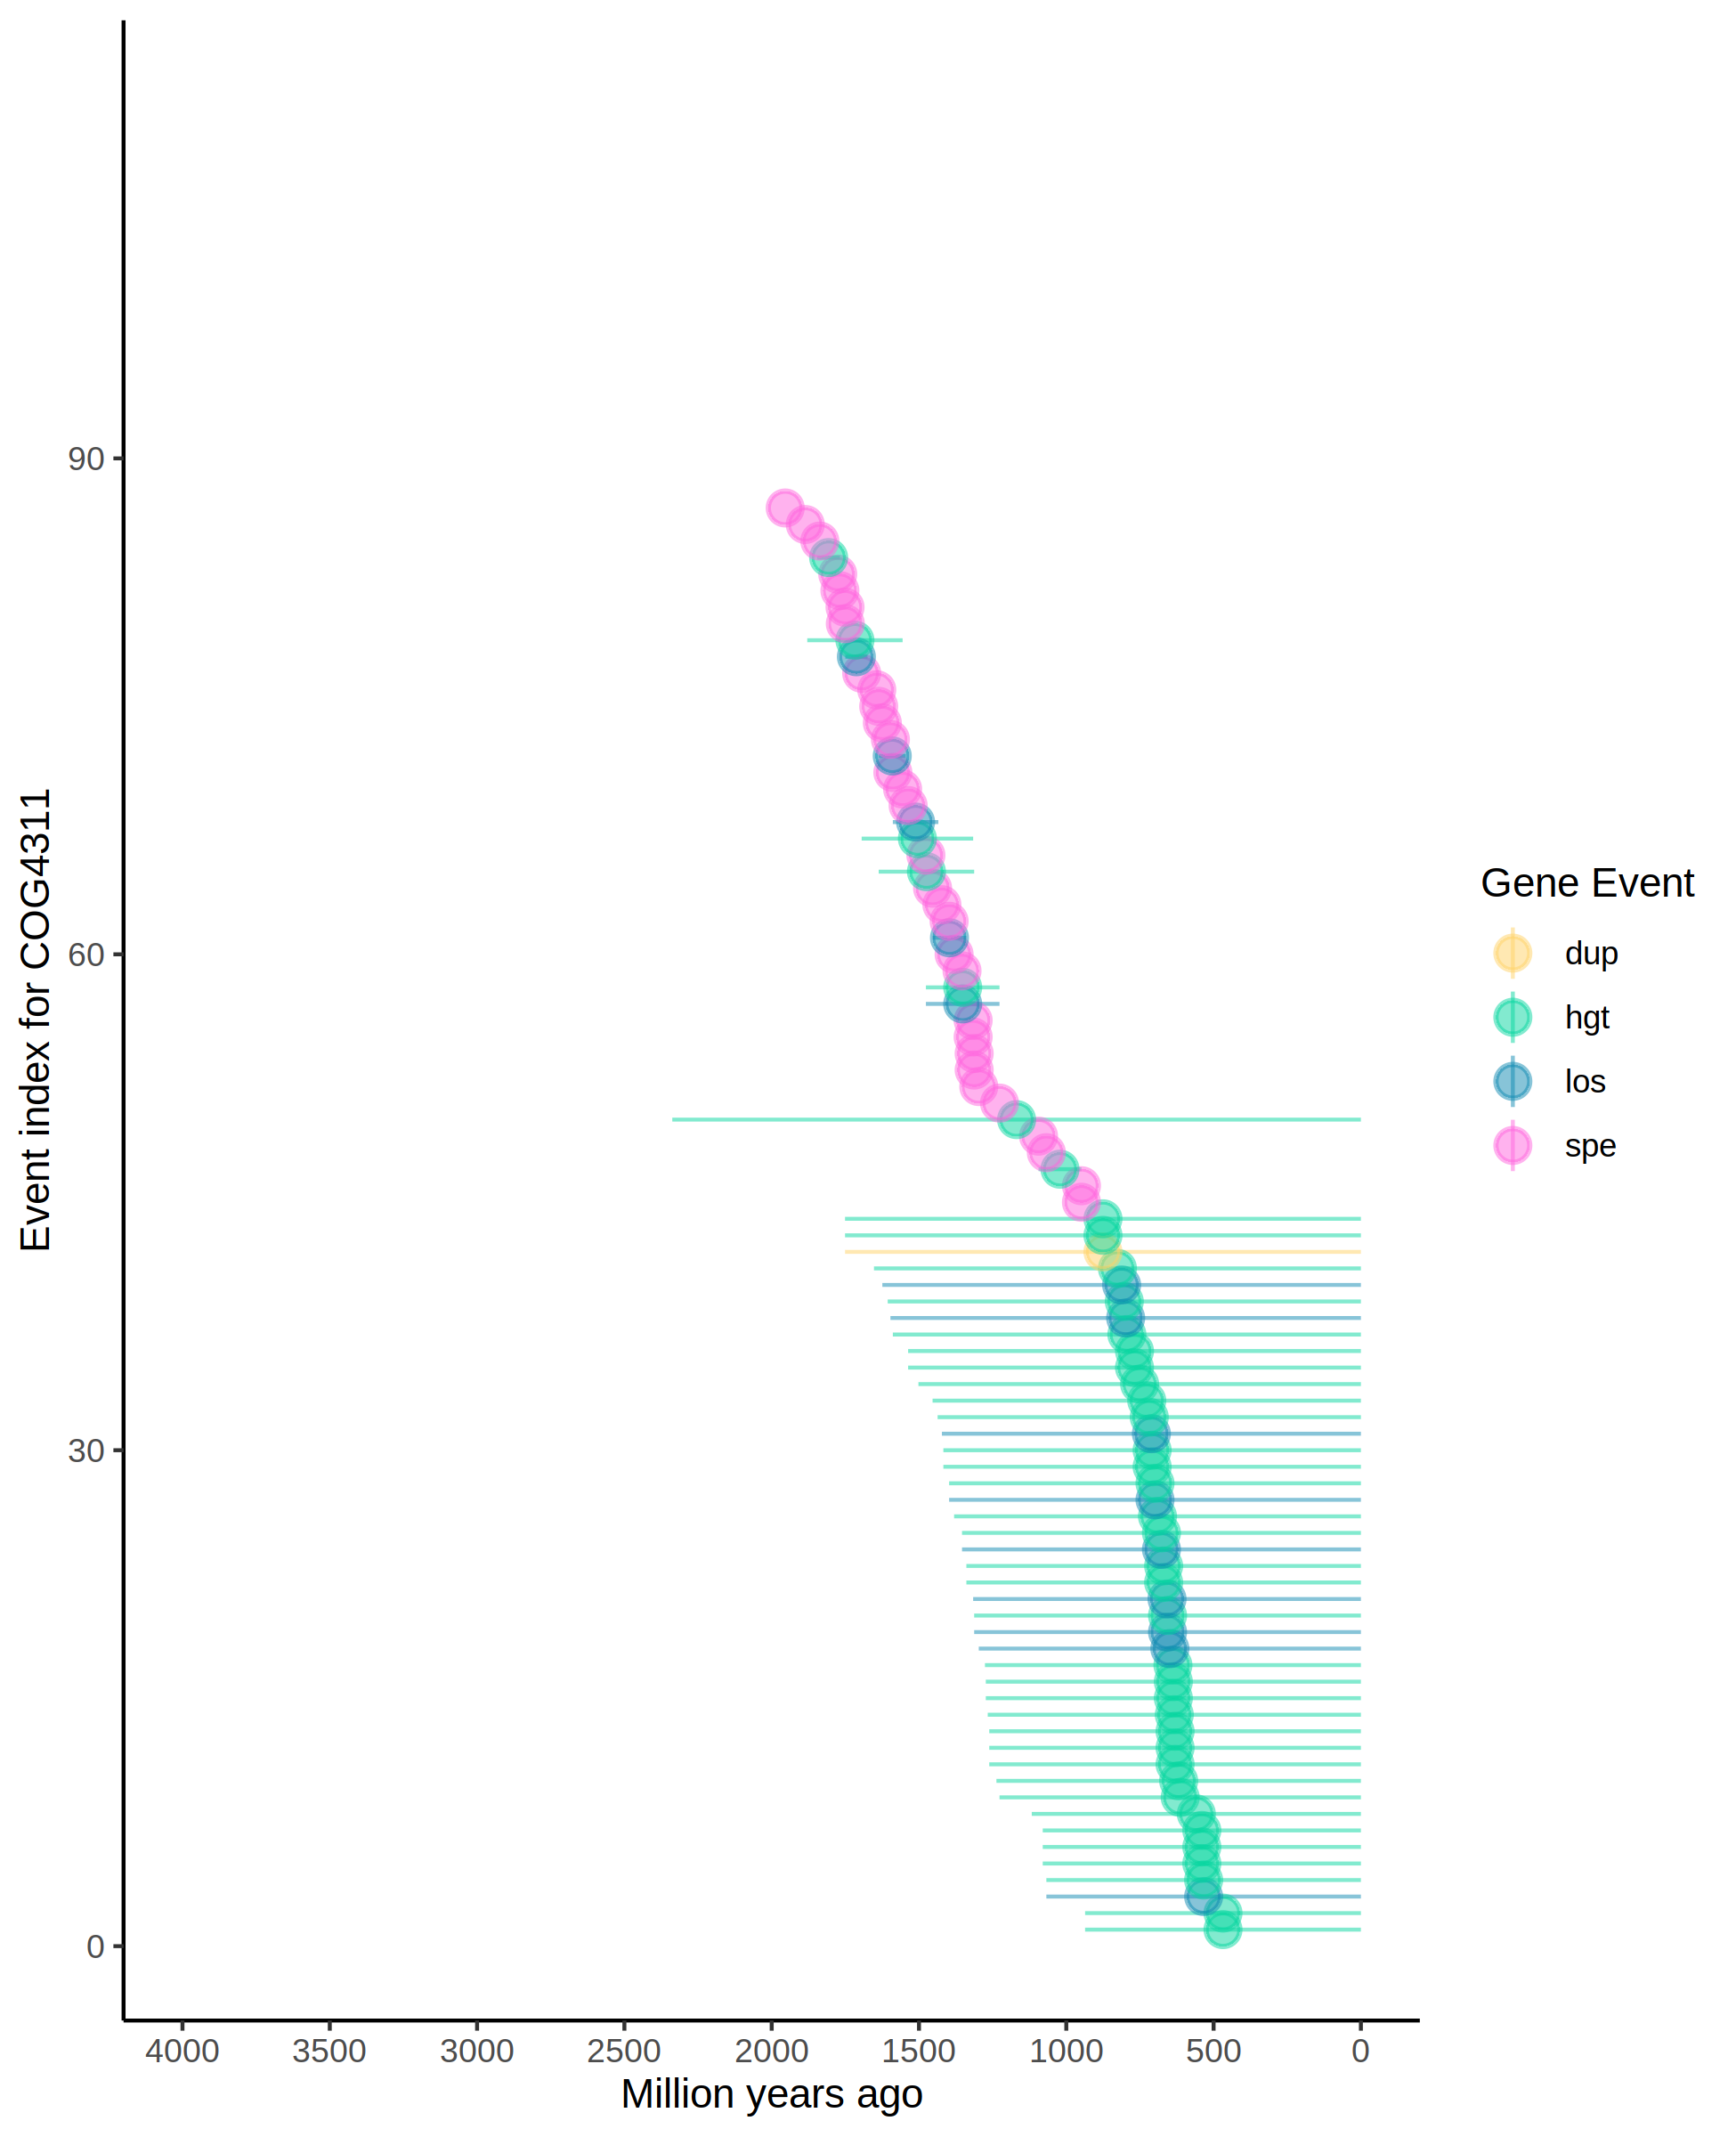 90
60
30
0
Event index for COG4311
4000 3500 3000 2500 2000 1500 1000 500 0
Million years ago
Gene Event
dup
hgt
los
spe